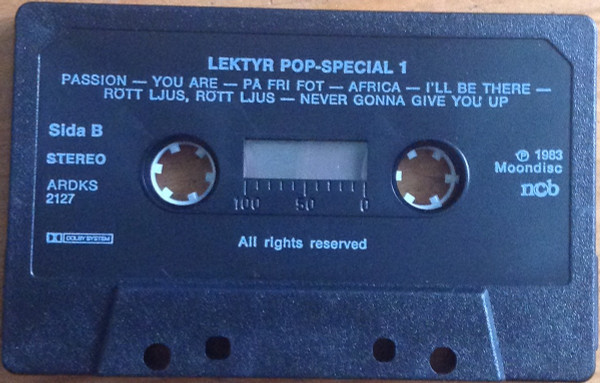 LEKTYR POP-SPECIAL 1
PASSION — YOU ARE — PÅ FRI FOT — AFRICA — I'LL BE THERE —
RÖTT LJUS, RÖTT LJUS — NEVER GONNA GIVE YOU UP
Sida B
STEREO
ARDKS
2127
℗ 1983
Moondisc
ncb
100 50 0
DOLBY SYSTEM
All rights reserved